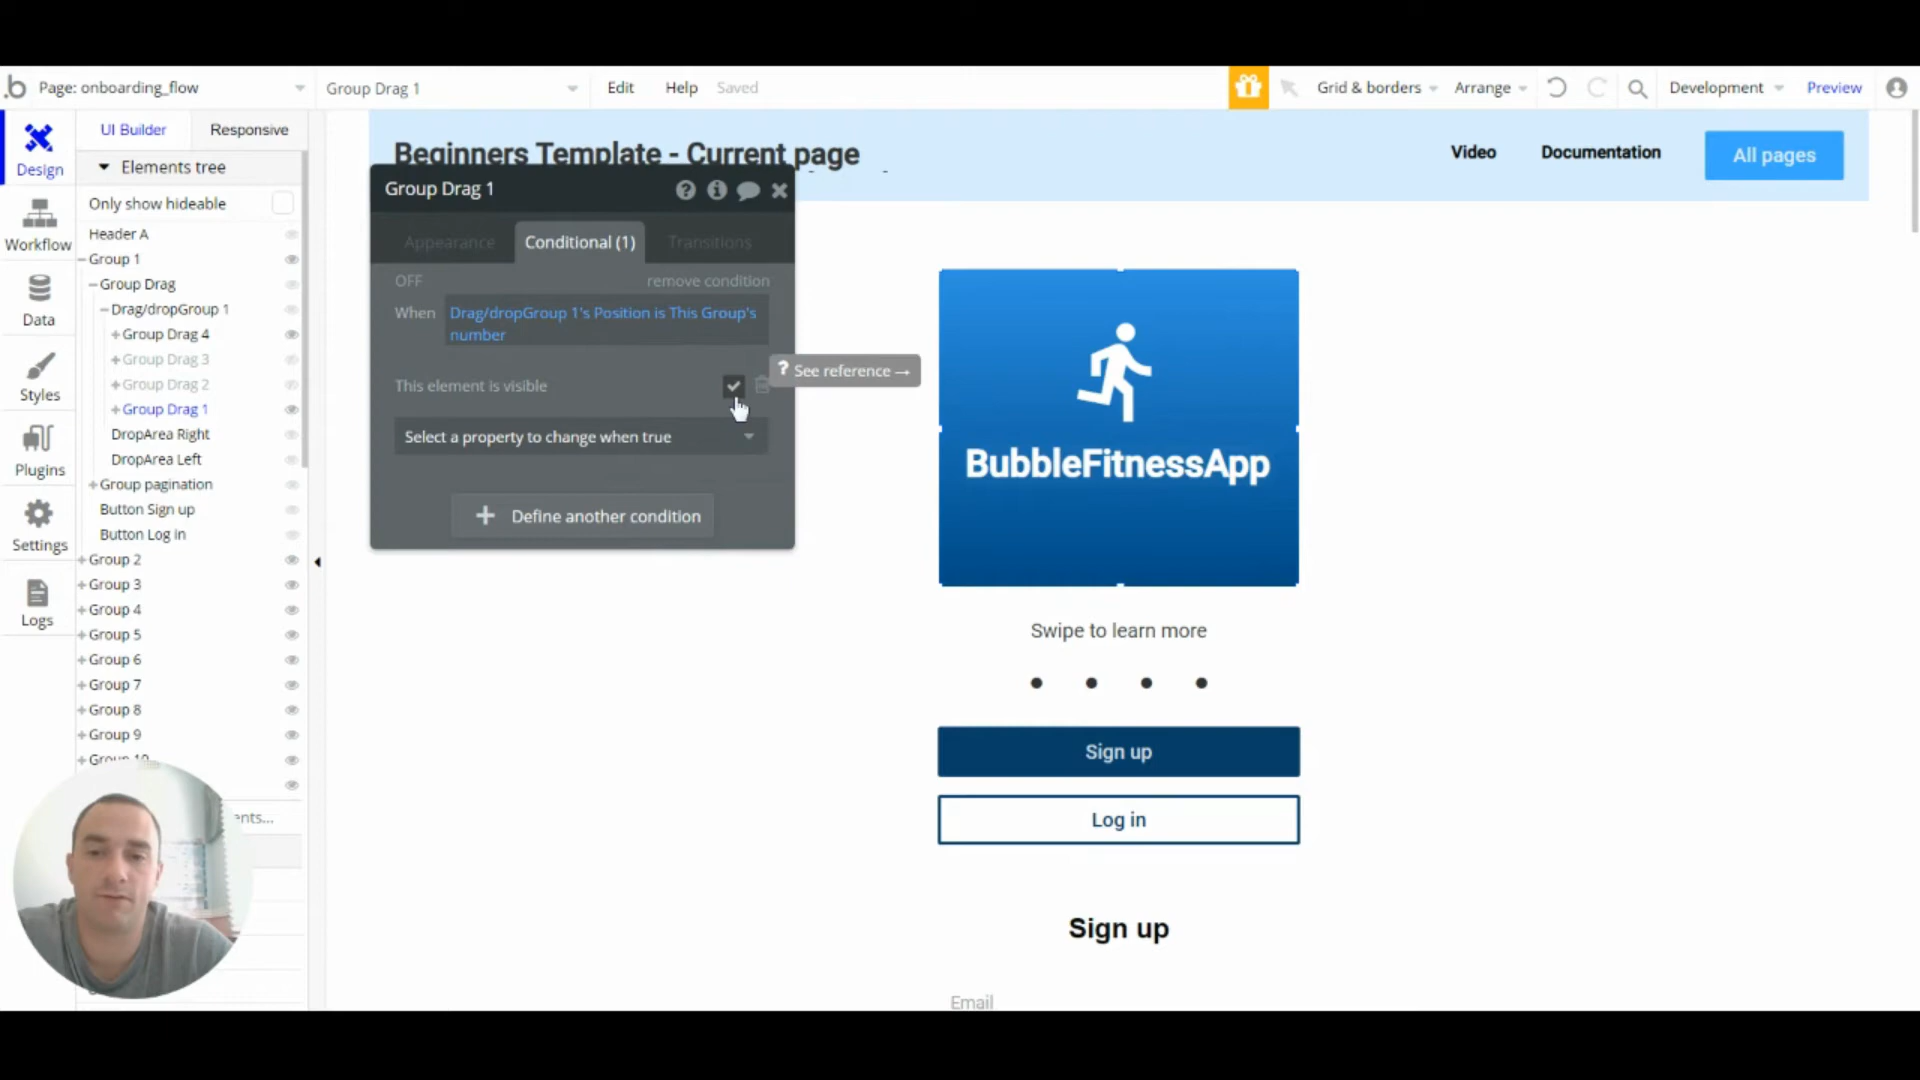 .b Page: onboarding_flow
Group Drag 1
Edit
Help
Saved
Grid & borders
Arrange
Development
Preview
Design
Workflow
Data
Styles
Plugins
Settings
Logs
UI Builder
Responsive
Elements tree
Only show hideable
Header A
Group 1
Group Drag
Drag/dropGroup 1
Group Drag 4
Group Drag 3
Group Drag 2
Group Drag 1
DropArea Right
DropArea Left
Group pagination
Button Sign up
Button Log in
Group 2
Group 3
Group 4
Group 5
Group 6
Group 7
Group 8
Group 9
Group 10
ents...
Beginners Template - Current page
Video
Documentation
All pages
Group Drag 1
Appearance
Conditional (1)
Transitions
OFF
remove condition
When
Drag/dropGroup 1's Position is This Group's
number
This element is visible
? See reference →
Select a property to change when true
Define another condition
BubbleFitnessApp
Swipe to learn more
Sign up
Log in
Sign up
Email